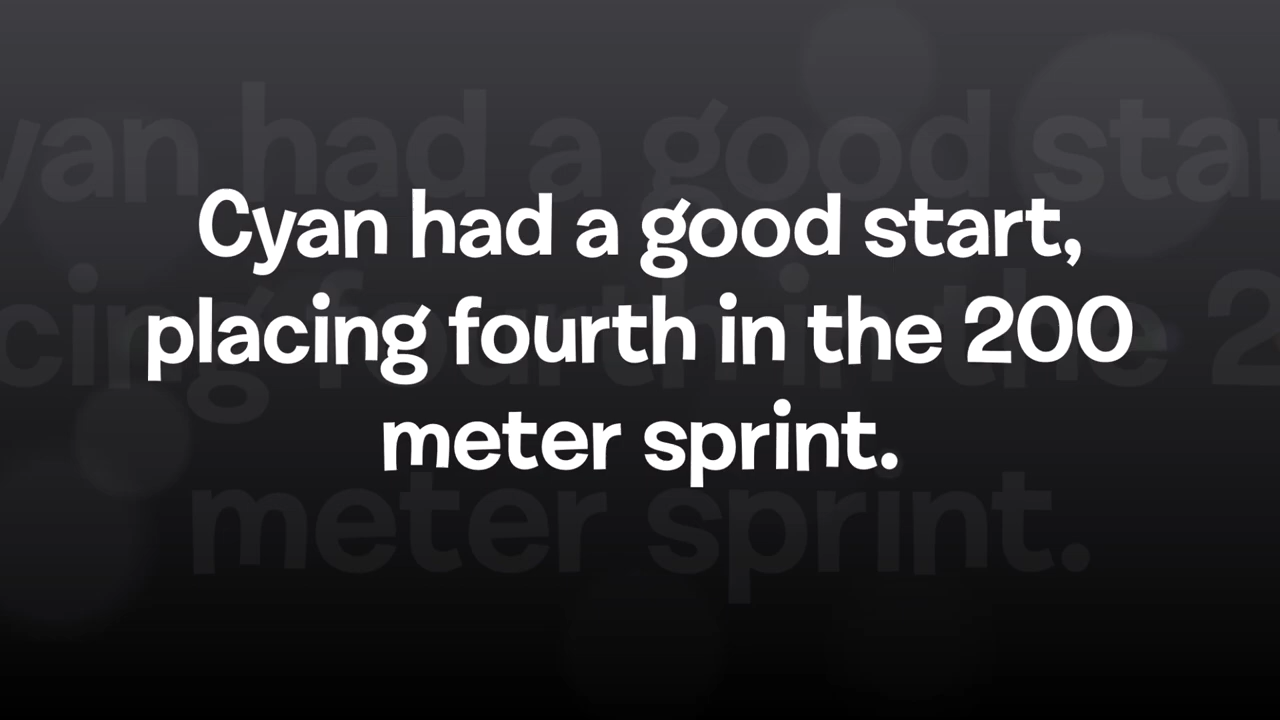 Cyan had a good start,
placing fourth in the 200
meter sprint.